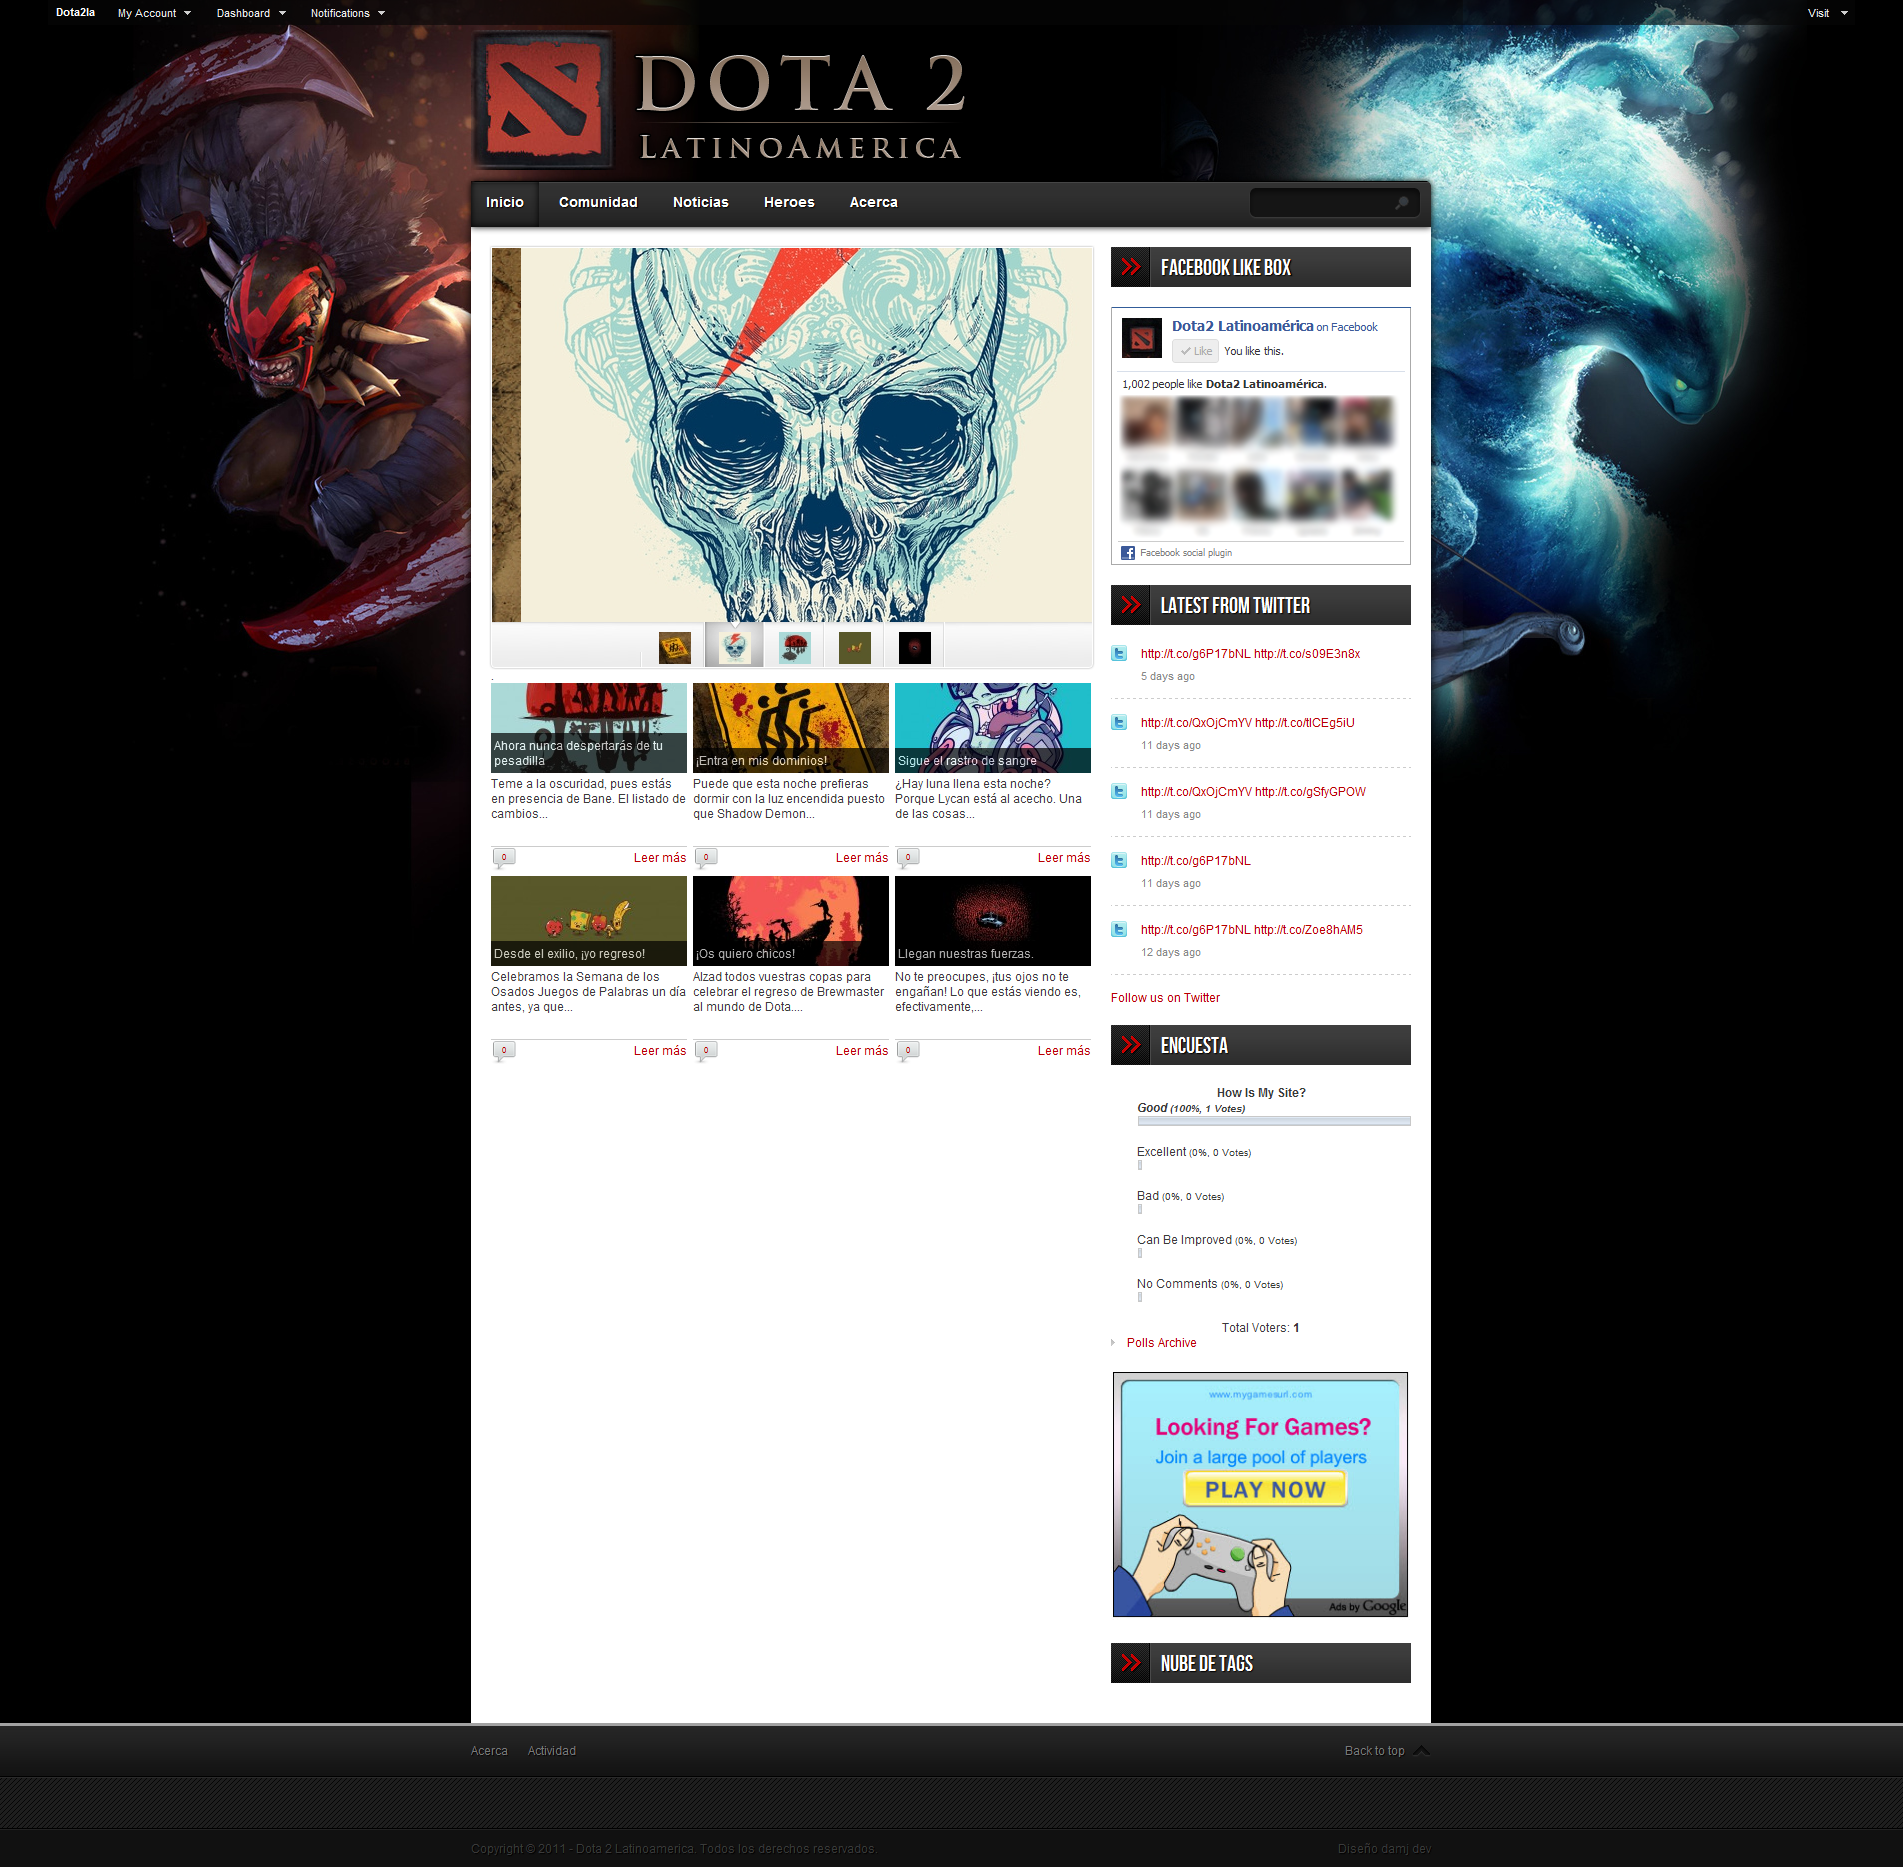 Dota2la My Account Dashboard Notifications Visit
DOTA 2
LATINOAMERICA
Inicio Comunidad Noticias Heroes Acerca
FACEBOOK LIKE BOX
Dota2 Latinoamérica on Facebook
Like You like this.
1,002 people like Dota2 Latinoamérica.
Facebook social plugin
LATEST FROM TWITTER
http://t.co/g6P17bNL http://t.co/s09E3n8x
5 days ago
http://t.co/QxOjCmYV http://t.co/tlCEg5iU
11 days ago
http://t.co/QxOjCmYV http://t.co/gSfyGPOW
11 days ago
http://t.co/g6P17bNL
11 days ago
http://t.co/g6P17bNL http://t.co/Zoe8hAM5
12 days ago
Follow us on Twitter
Ahora nunca despertarás de tu
pesadilla
Teme a la oscuridad, pues estás
en presencia de Bane. El listado de
cambios...
0 Leer más
¡Entra en mis dominios!
Puede que esta noche prefieras
dormir con la luz encendida puesto
que Shadow Demon...
0 Leer más
Sigue el rastro de sangre
¿Hay luna llena esta noche?
Porque Lycan está al acecho. Una
de las cosas...
0 Leer más
Desde el exilio, ¡yo regreso!
Celebramos la Semana de los
Osados Juegos de Palabras un día
antes, ya que...
0 Leer más
¡Os quiero chicos!
Alzad todos vuestras copas para
celebrar el regreso de Brewmaster
al mundo de Dota....
0 Leer más
Llegan nuestras fuerzas.
No te preocupes, ¡tus ojos no te
engañan! Lo que estás viendo es,
efectivamente,...
0 Leer más
ENCUESTA
How Is My Site?
Good (100%, 1 Votes)
Excellent (0%, 0 Votes)
Bad (0%, 0 Votes)
Can Be Improved (0%, 0 Votes)
No Comments (0%, 0 Votes)
Total Voters: 1
Polls Archive
www.mygamesurl.com
Looking For Games?
Join a large pool of players
PLAY NOW
Ads by Google
NUBE DE TAGS
Acerca Actividad Back to top
Copyright © 2011 - Dota 2 Latinoamerica. Todos los derechos reservados. Diseño damj dev